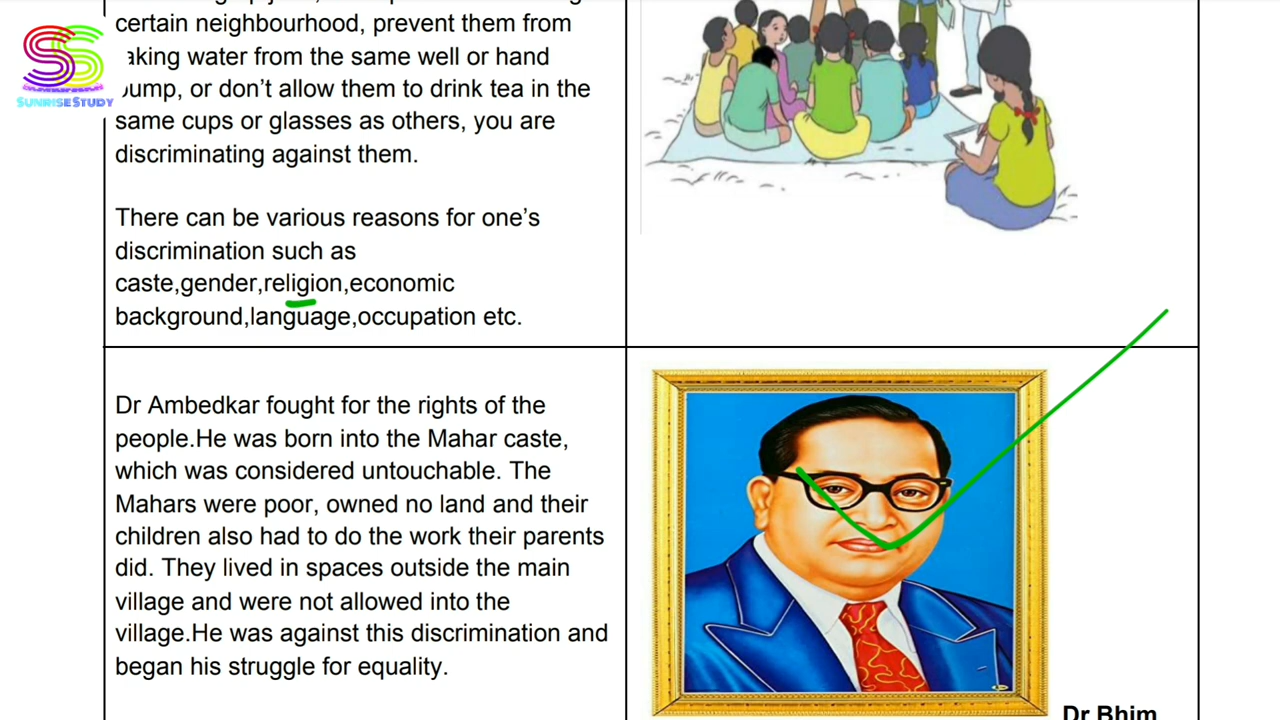 certain neighbourhood, prevent them from
aking water from the same well or hand
pump, or don’t allow them to drink tea in the
same cups or glasses as others, you are
discriminating against them.
There can be various reasons for one’s
discrimination such as
caste,gender,religion,economic
background,language,occupation etc.
Dr Ambedkar fought for the rights of the
people.He was born into the Mahar caste,
which was considered untouchable. The
Mahars were poor, owned no land and their
children also had to do the work their parents
did. They lived in spaces outside the main
village and were not allowed into the
village.He was against this discrimination and
began his struggle for equality.
Dr Bhim
SS
SUNRISE STUDY